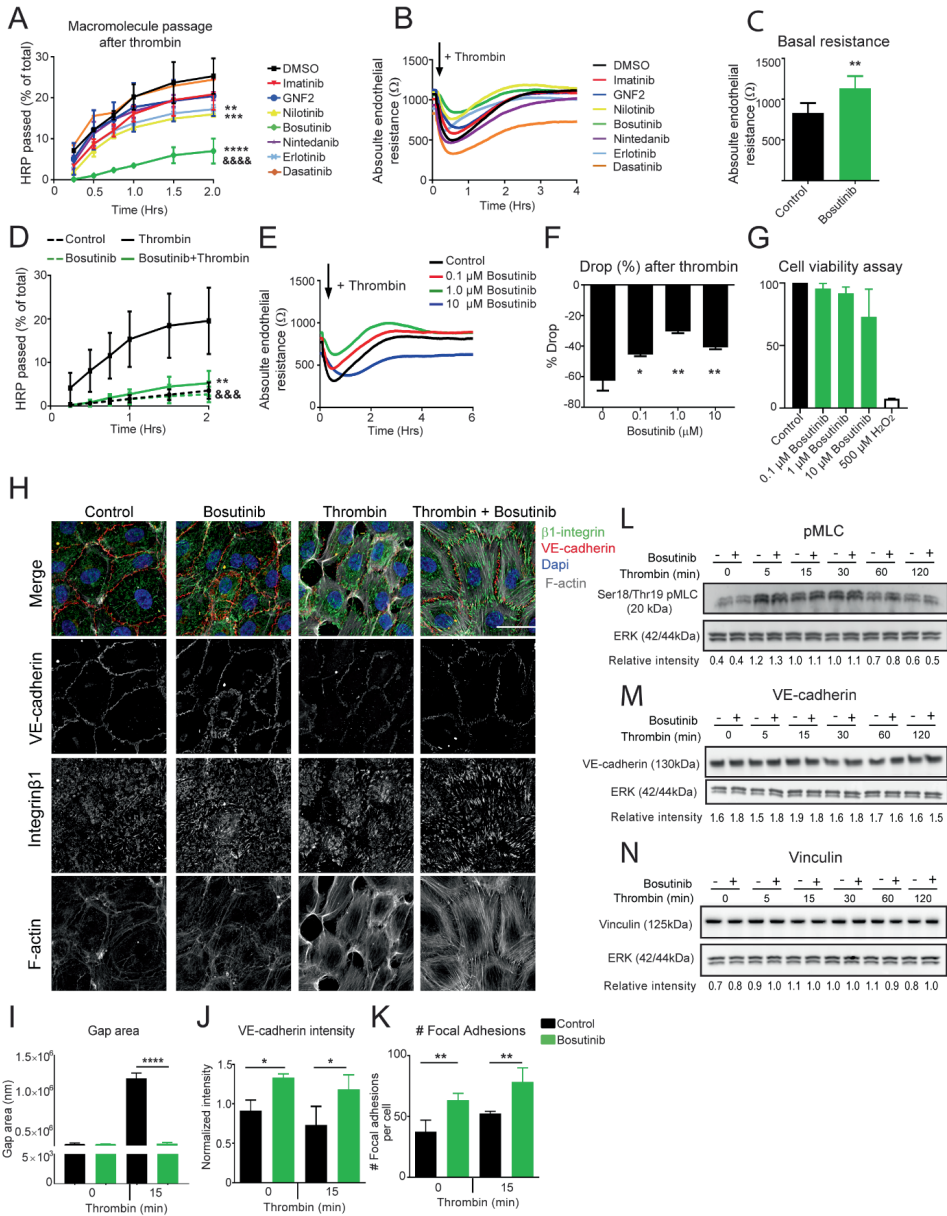 A
Macromolecule passage
after thrombin
HRP passed (% of total)
30
20
10
0
0.0
0.5
1.0
1.5
2.0
Time (Hrs)
DMSO
Imatinib
GNF2
Nilotinib
Bosutinib
Nintedanib
Erlotinib
Dasatinib
**
***
****
&&&&
B
+ Thrombin
Absoulte endothelial
resistance (Ω)
1500
1000
500
0
0
1
2
3
4
Time (Hrs)
DMSO
Imatinib
GNF2
Nilotinib
Bosutinib
Nintedanib
Erlotinib
Dasatinib
C
Basal resistance
**
Absolute endothelial
resistance (Ω)
1500
1000
500
0
Control
Bosutinib
D
Control
Thrombin
Bosutinib
Bosutinib+Thrombin
HRP passed (% of total)
30
20
10
0
0
1
2
Time (Hrs)
**
&&&
E
+ Thrombin
Control
0.1 µM Bosutinib
1.0 µM Bosutinib
10 µM Bosutinib
Absoulte endothelial
resistance (Ω)
1500
1000
500
0
0
2
4
6
Time (Hrs)
F
Drop (%) after thrombin
% Drop
0
-20
-40
-60
-80
*
**
**
0
0.1
1.0
10
Bosutinib (µM)
G
Cell viability assay
100
50
0
Control
0.1 µM Bosutinib
1 µM Bosutinib
10 µM Bosutinib
500 µM H₂O₂
H
Control
Bosutinib
Thrombin
Thrombin + Bosutinib
β1-integrin
VE-cadherin
Dapi
F-actin
Merge
VE-cadherin
Integrinβ1
F-actin
L
pMLC
Bosutinib - + - + - + - + - + - +
Thrombin (min) 0 5 15 30 60 120
Ser18/Thr19 pMLC
(20 kDa)
ERK (42/44kDa)
Relative intensity 0.4 0.4 1.2 1.3 1.0 1.1 1.0 1.1 0.7 0.8 0.6 0.5
M
VE-cadherin
Bosutinib - + - + - + - + - + - +
Thrombin (min) 0 5 15 30 60 120
VE-cadherin (130kDa)
ERK (42/44kDa)
Relative intensity 1.6 1.8 1.5 1.8 1.9 1.8 1.6 1.8 1.7 1.6 1.6 1.5
N
Vinculin
Bosutinib - + - + - + - + - + - +
Thrombin (min) 0 5 15 30 60 120
Vinculin (125kDa)
ERK (42/44kDa)
Relative intensity 0.7 0.8 0.9 1.0 1.1 1.0 1.0 1.0 1.1 0.9 0.8 1.0
I
Gap area
Gap area (nm)
1.5×10⁶
1.0×10⁶
0.5×10⁶
5×10³
0
****
0
15
Thrombin (min)
J
VE-cadherin intensity
Normalized intensity
1.5
1.0
0.5
0
*
*
0
15
Thrombin (min)
K
# Focal Adhesions
# Focal adhesions
per cell
100
50
0
**
**
0
15
Thrombin (min)
Control
Bosutinib